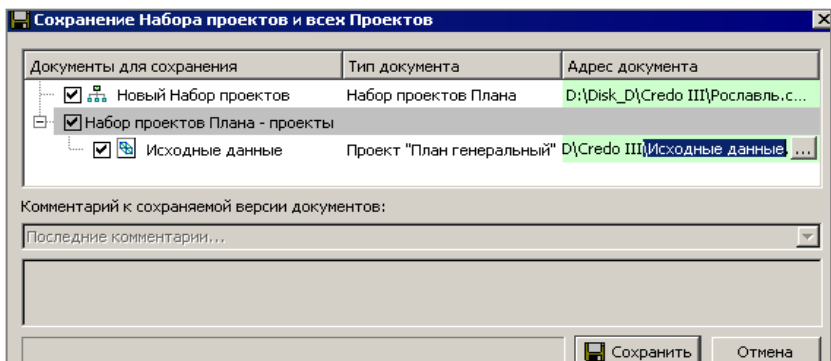 Сохранение Набора проектов и всех Проектов
Документы для сохранения Тип документа Адрес документа
Новый Набор проектов Набор проектов Плана D:\Disk_D\Credo III\Рославль.с...
Набор проектов Плана - проекты
Исходные данные Проект "План генеральный" D\Credo III\Исходные данные. ...
Комментарий к сохраняемой версии документов:
Последние комментарии...
Сохранить Отмена